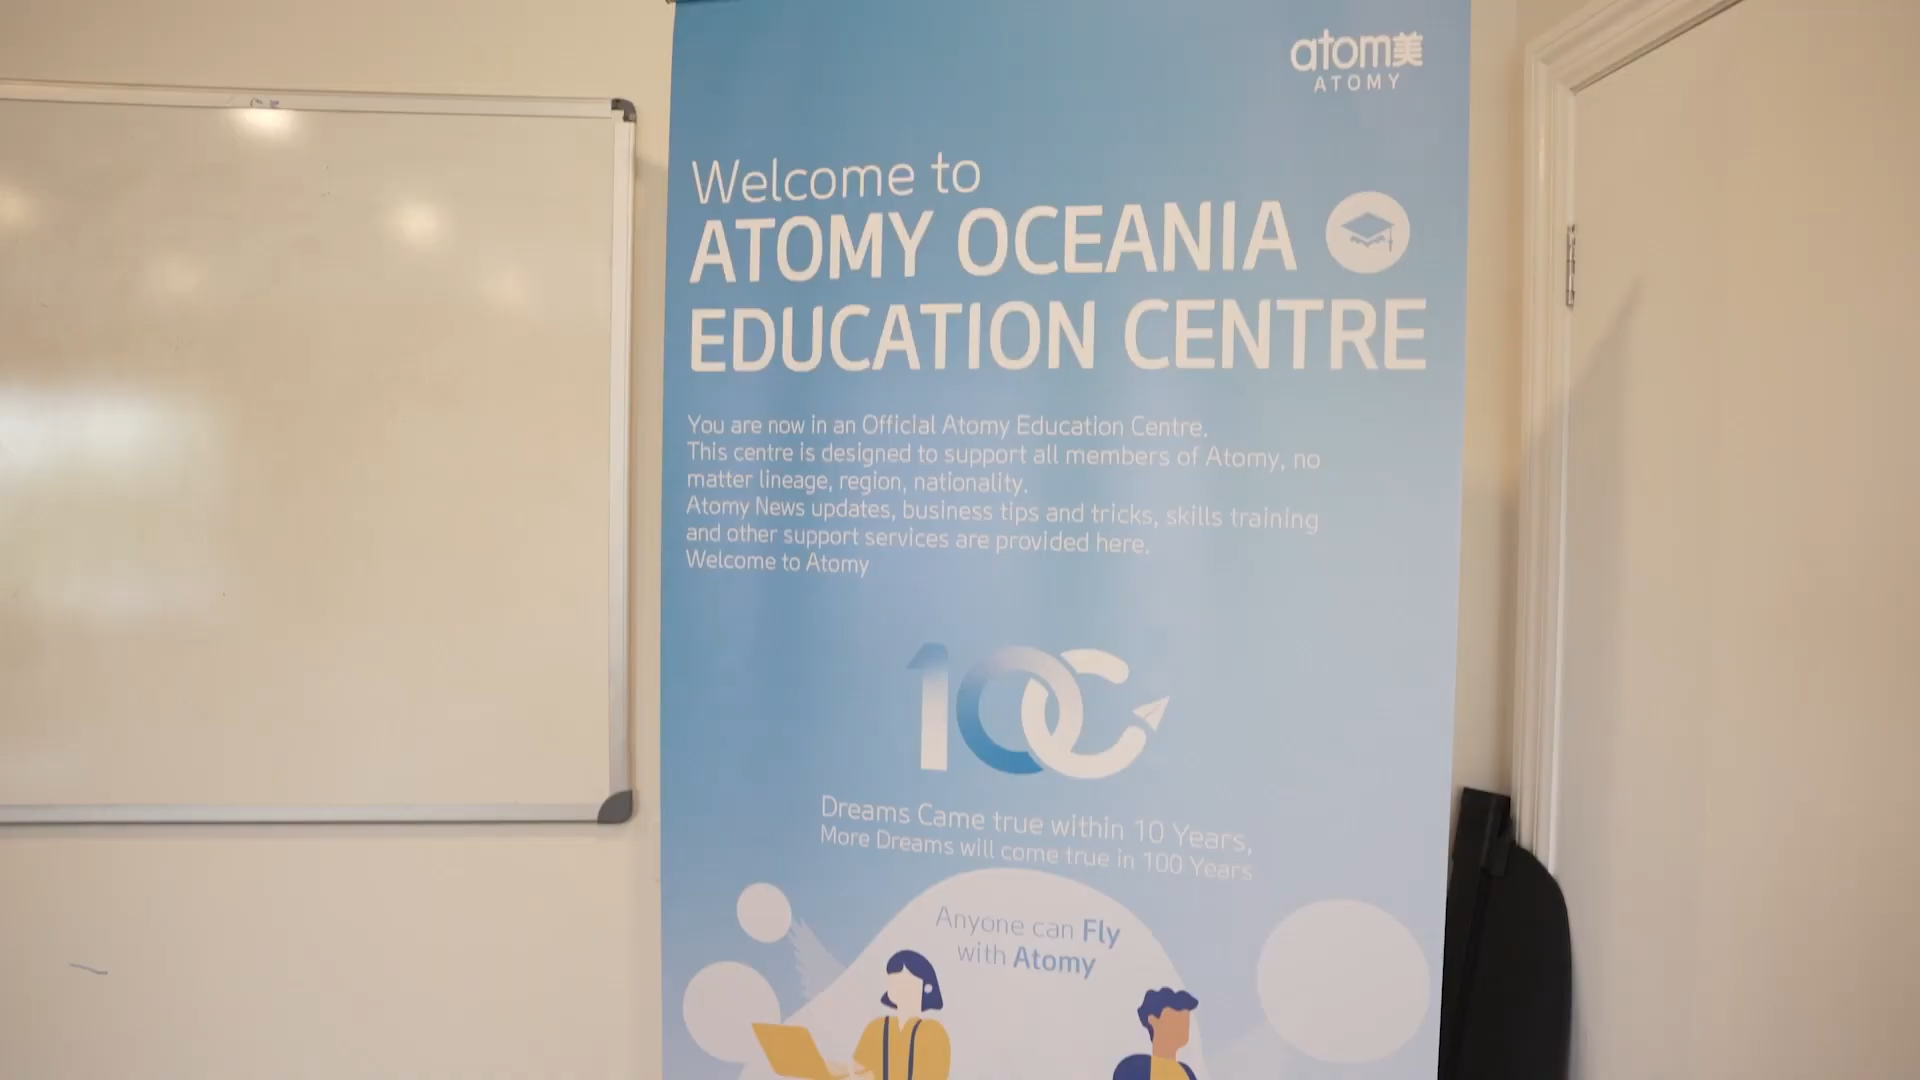 atom美
ATOMY
Welcome to
ATOMY OCEANIA
EDUCATION CENTRE
You are now in an Official Atomy Education Centre.
This centre is designed to support all members of Atomy, no
matter lineage, region, nationality.
Atomy News updates, business tips and tricks, skills training
and other support services are provided here.
Welcome to Atomy
100
Dreams Came true within 10 Years,
More Dreams will come true in 100 Years
Anyone can Fly
with Atomy